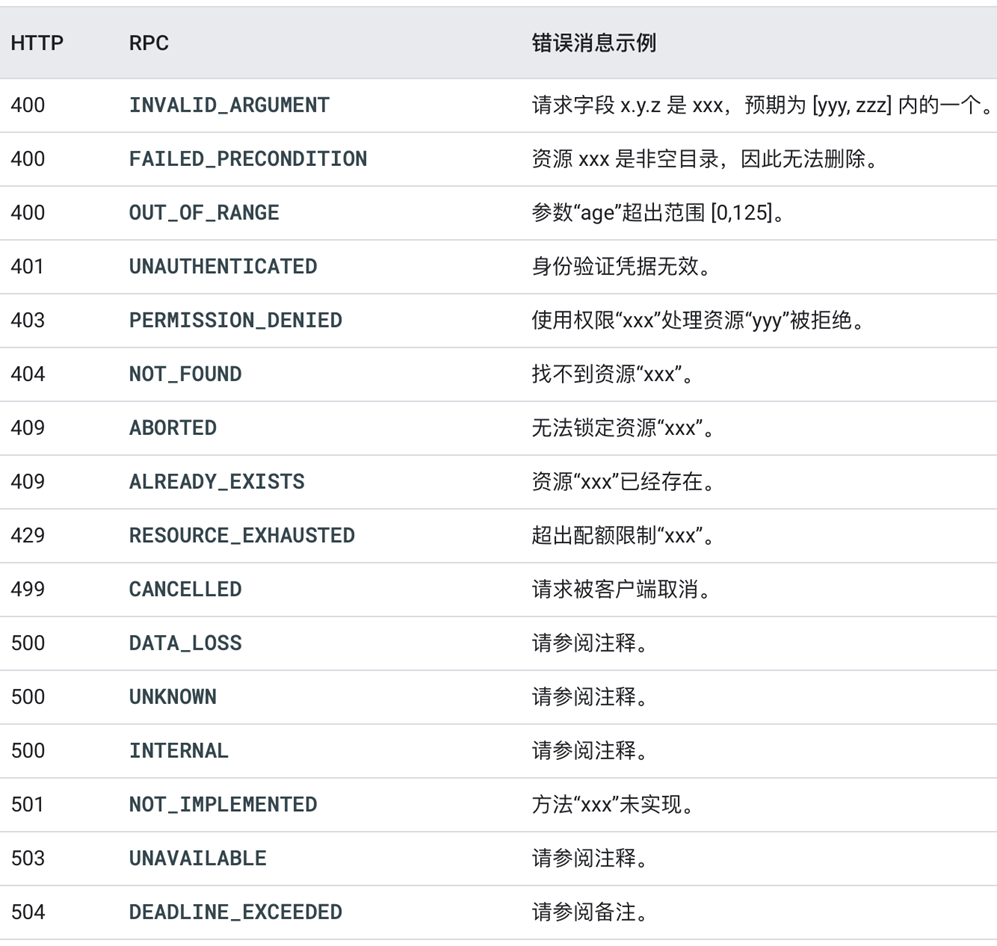 HTTP RPC 错误消息示例
400 INVALID_ARGUMENT 请求字段 x.y.z 是 xxx，预期为 [yyy, zzz] 内的一个。
400 FAILED_PRECONDITION 资源 xxx 是非空目录，因此无法删除。
400 OUT_OF_RANGE 参数“age”超出范围 [0,125]。
401 UNAUTHENTICATED 身份验证凭据无效。
403 PERMISSION_DENIED 使用权限“xxx”处理资源“yyy”被拒绝。
404 NOT_FOUND 找不到资源“xxx”。
409 ABORTED 无法锁定资源“xxx”。
409 ALREADY_EXISTS 资源“xxx”已经存在。
429 RESOURCE_EXHAUSTED 超出配额限制“xxx”。
499 CANCELLED 请求被客户端取消。
500 DATA_LOSS 请参阅注释。
500 UNKNOWN 请参阅注释。
500 INTERNAL 请参阅注释。
501 NOT_IMPLEMENTED 方法“xxx”未实现。
503 UNAVAILABLE 请参阅注释。
504 DEADLINE_EXCEEDED 请参阅备注。